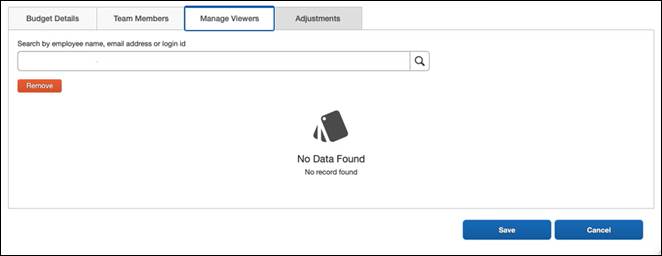 Budget Details Team Members Manage Viewers Adjustments
Search by employee name, email address or login id
Remove
No Data Found
No record found
Save Cancel